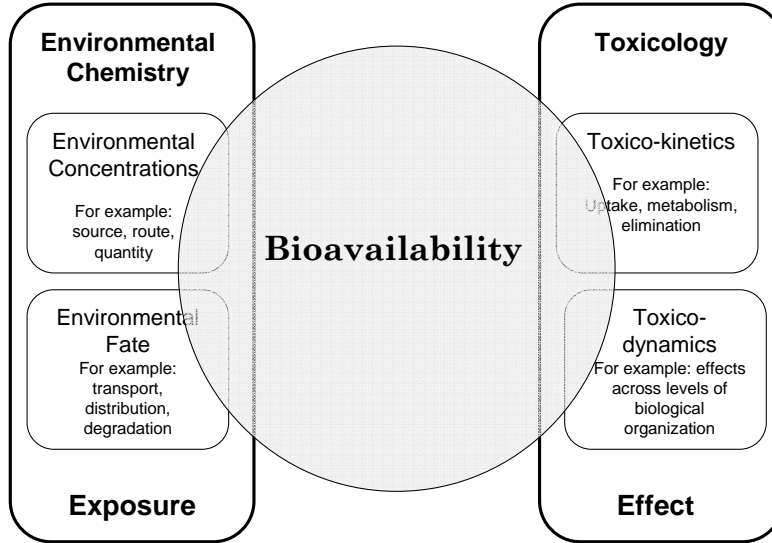 Environmental
Chemistry
Environmental
Concentrations
For example:
source, route,
quantity
Environmental
Fate
For example:
transport,
distribution,
degradation
Exposure
Bioavailability
Toxicology
Toxico-kinetics
For example:
Uptake, metabolism,
elimination
Toxico-
dynamics
For example: effects
across levels of
biological
organization
Effect